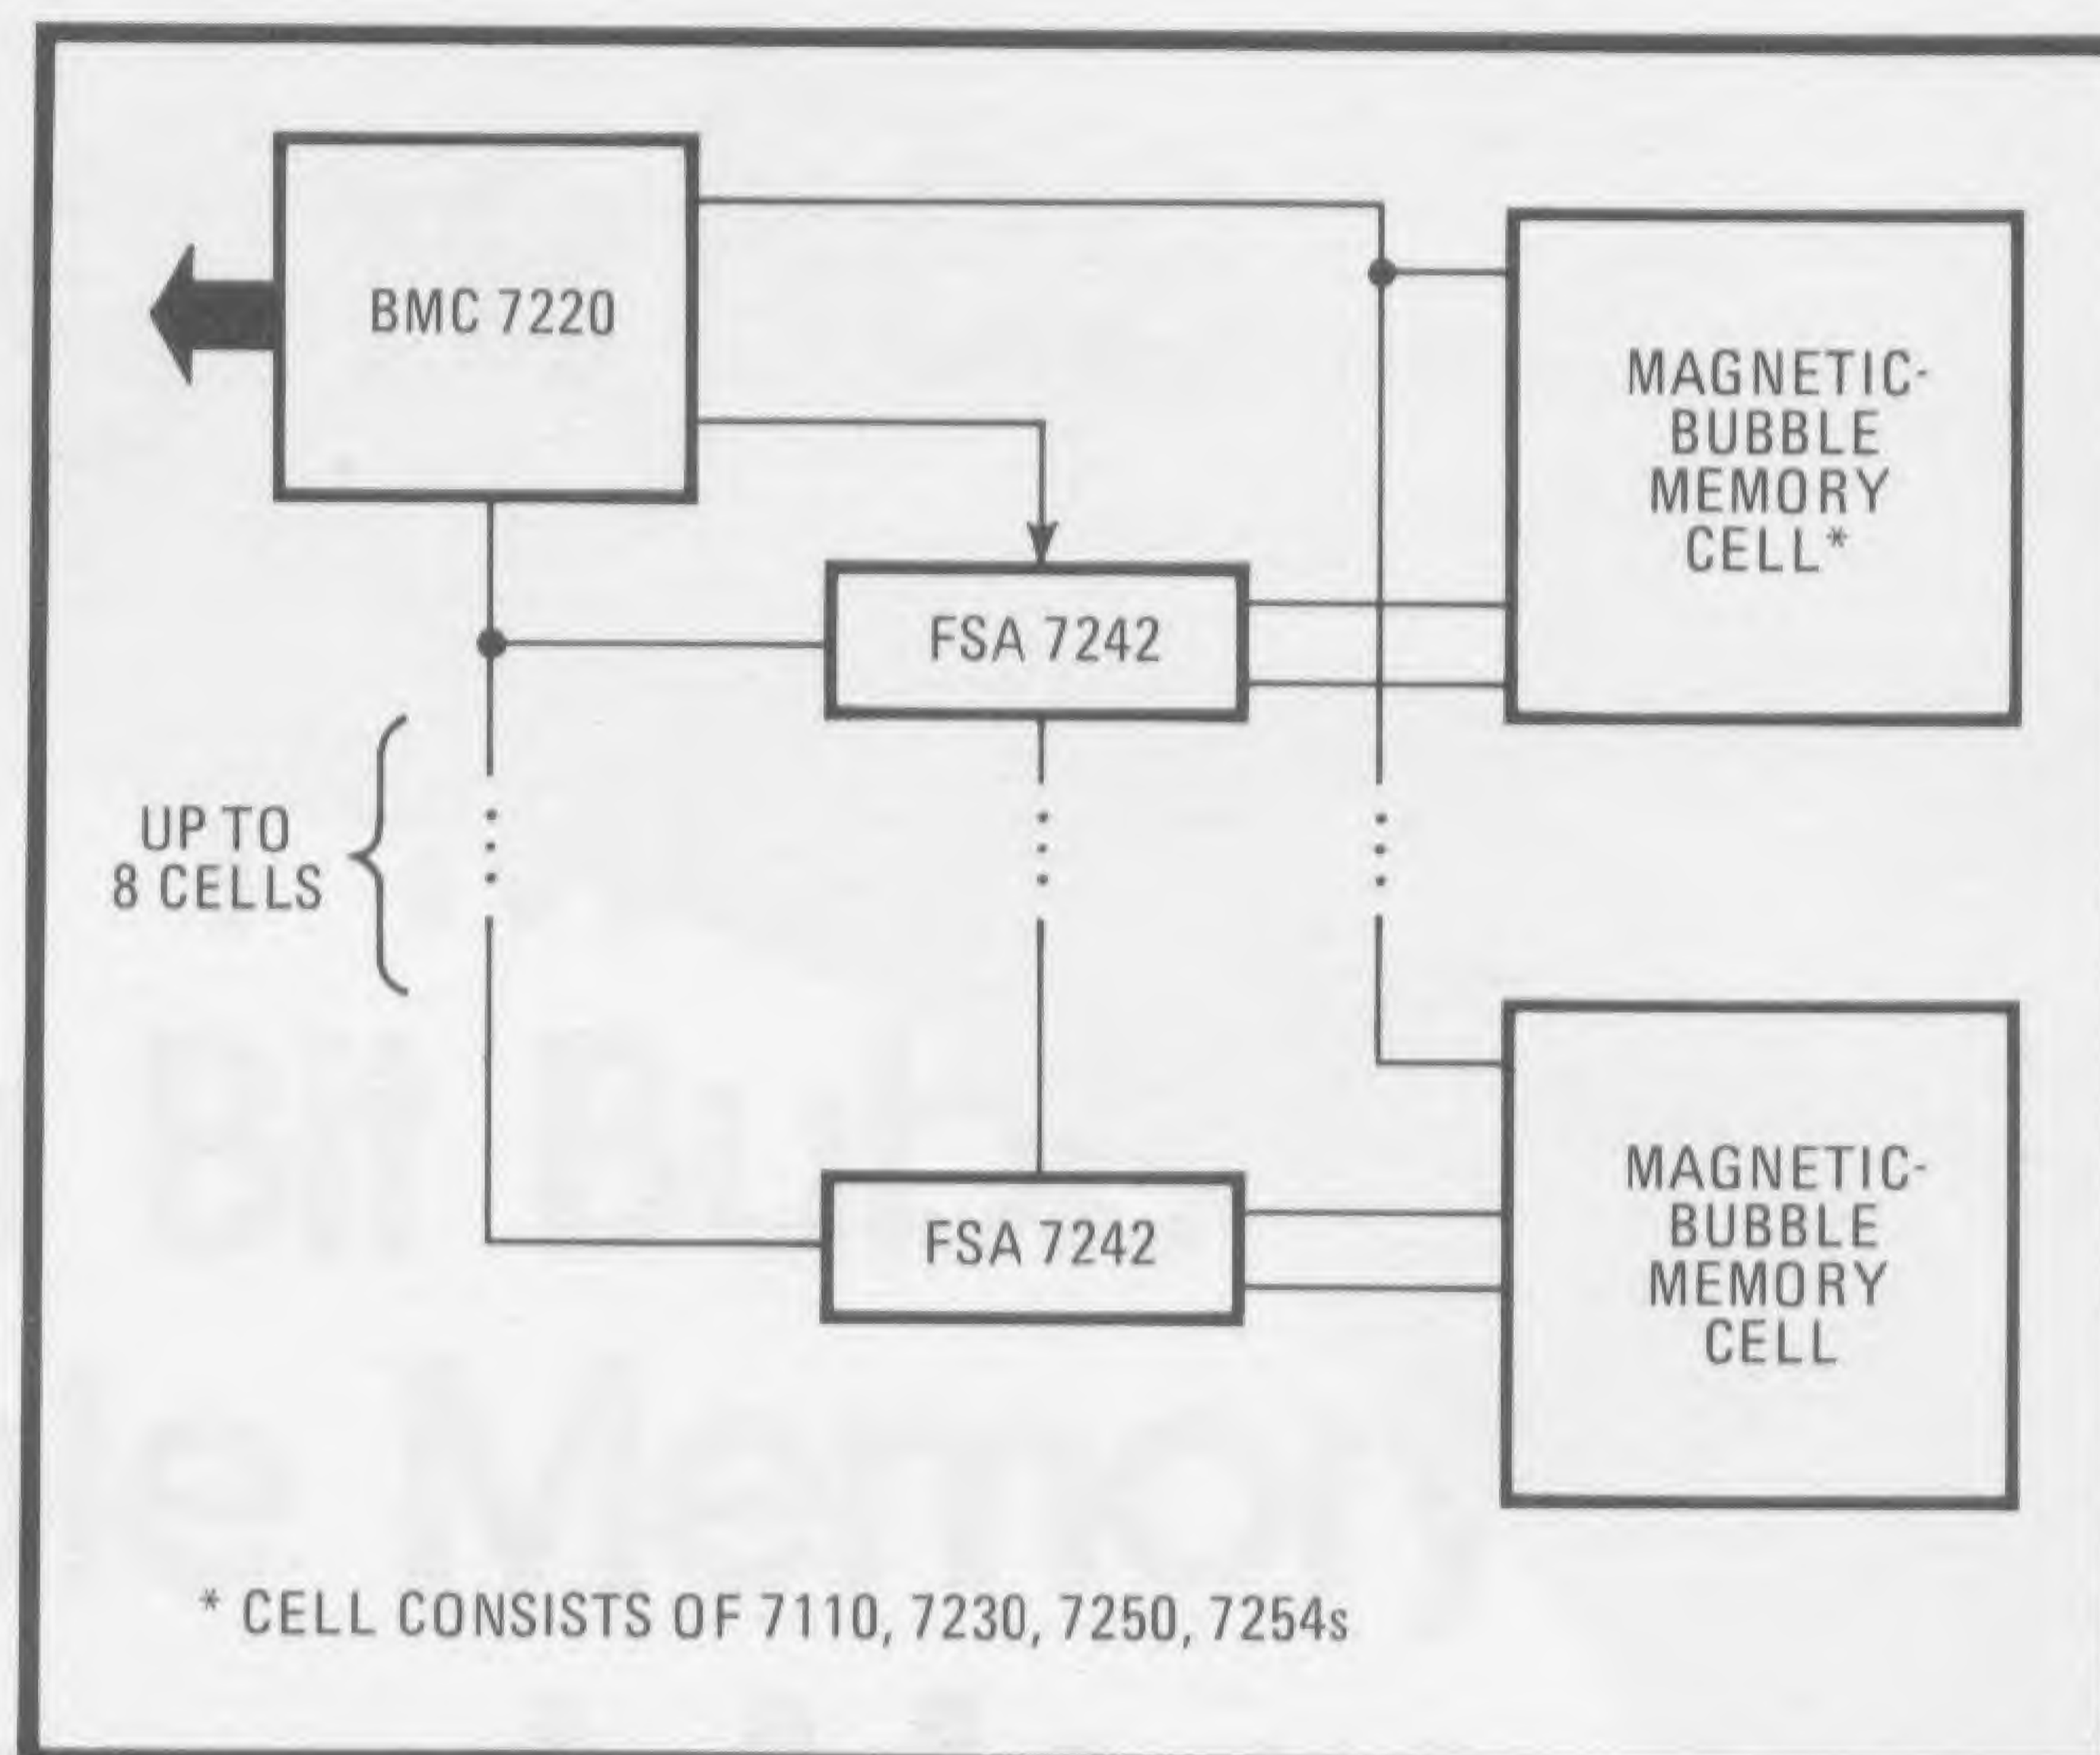 BMC 7220
MAGNETIC-
BUBBLE
MEMORY
CELL*
FSA 7242
UP TO
8 CELLS
FSA 7242
MAGNETIC-
BUBBLE
MEMORY
CELL
* CELL CONSISTS OF 7110, 7230, 7250, 7254s